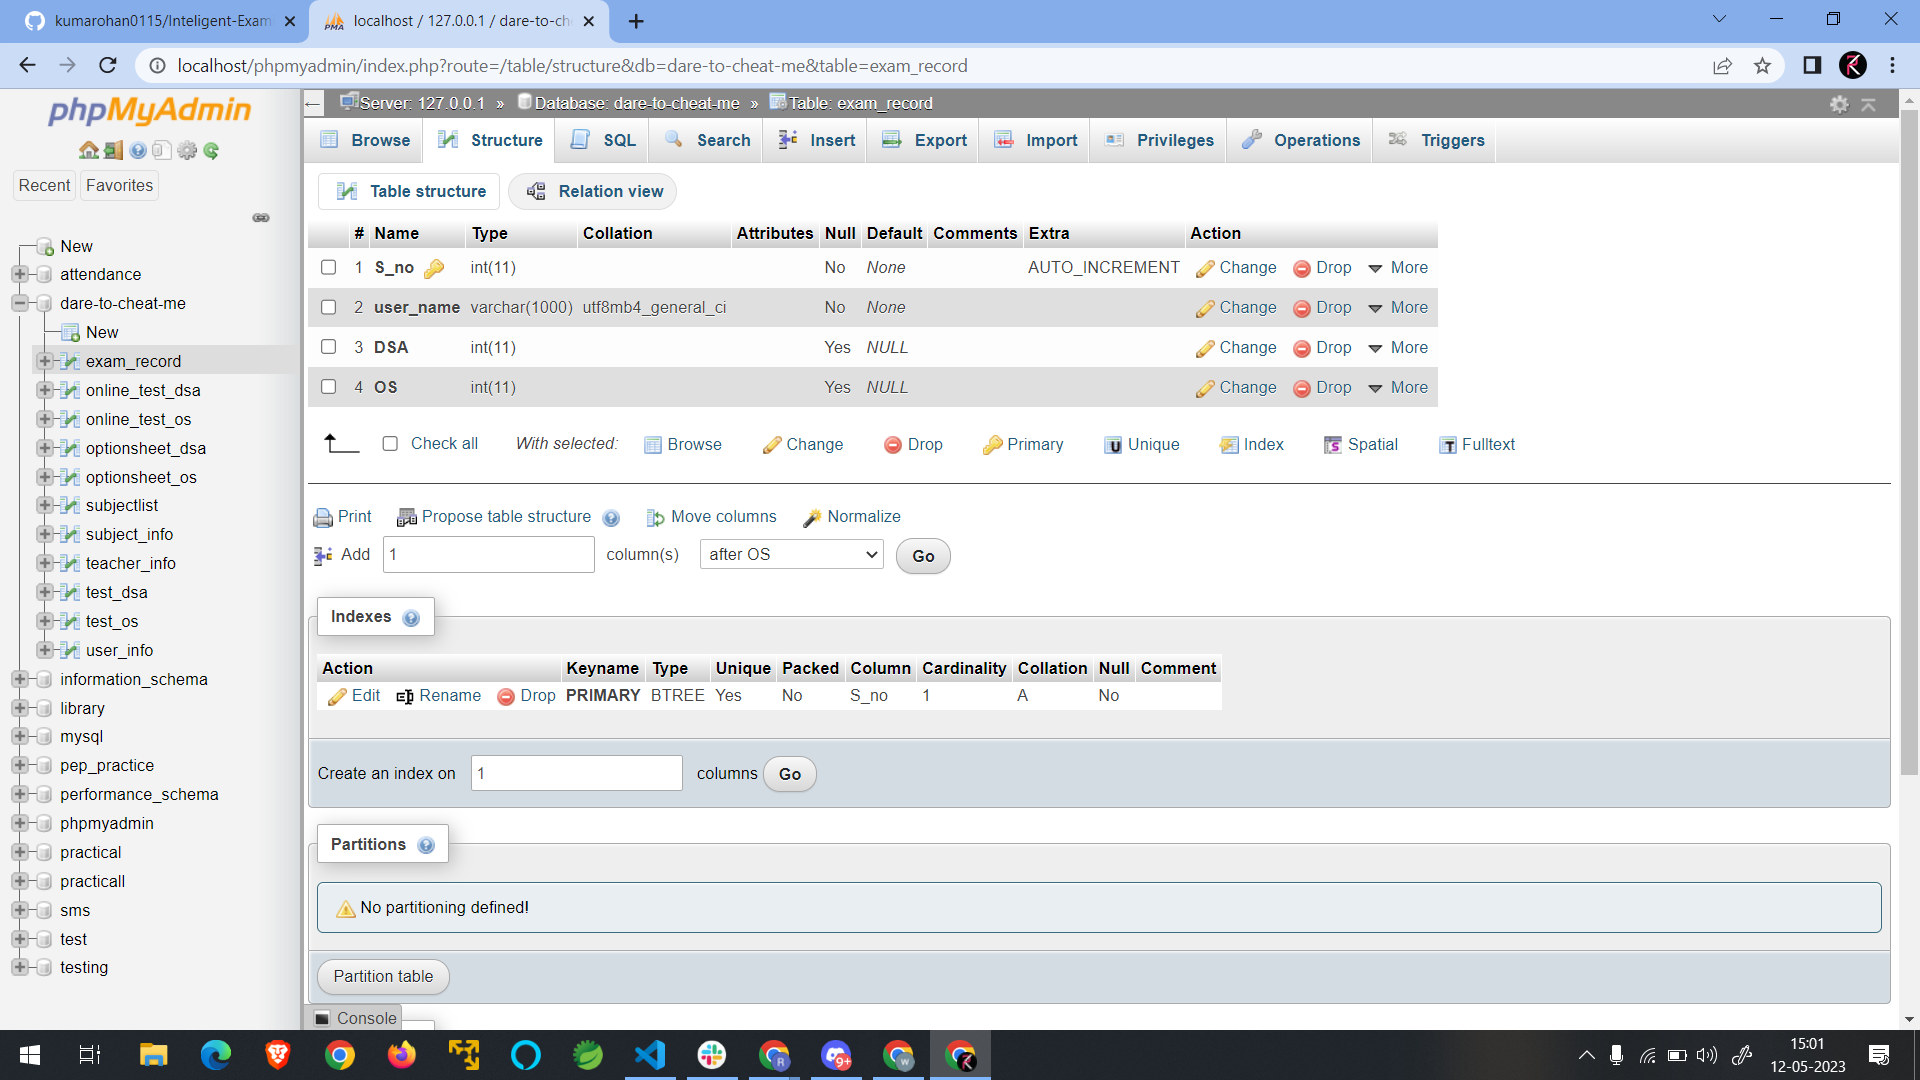 kumarohan0115/Inteligent-Exam
localhost / 127.0.0.1 / dare-to-ch
localhost/phpmyadmin/index.php?route=/table/structure&db=dare-to-cheat-me&table=exam_record
phpMyAdmin
Recent
Favorites
New
attendance
dare-to-cheat-me
New
exam_record
online_test_dsa
online_test_os
optionsheet_dsa
optionsheet_os
subjectlist
subject_info
teacher_info
test_dsa
test_os
user_info
information_schema
library
mysql
pep_practice
performance_schema
phpmyadmin
practical
practicall
sms
test
testing
Server: 127.0.0.1 » Database: dare-to-cheat-me » Table: exam_record
Browse Structure SQL Search Insert Export Import Privileges Operations Triggers
Table structure Relation view
# Name Type Collation Attributes Null Default Comments Extra Action
1 S_no int(11) No None AUTO_INCREMENT Change Drop More
2 user_name varchar(1000) utf8mb4_general_ci No None Change Drop More
3 DSA int(11) Yes NULL Change Drop More
4 OS int(11) Yes NULL Change Drop More
Check all With selected: Browse Change Drop Primary Unique Index Spatial Fulltext
Print Propose table structure Move columns Normalize
Add 1 column(s) after OS Go
Indexes
Action Keyname Type Unique Packed Column Cardinality Collation Null Comment
Edit Rename Drop PRIMARY BTREE Yes No S_no 1 A No
Create an index on 1 columns Go
Partitions
No partitioning defined!
Partition table
Console
9+
15:01
12-05-2023